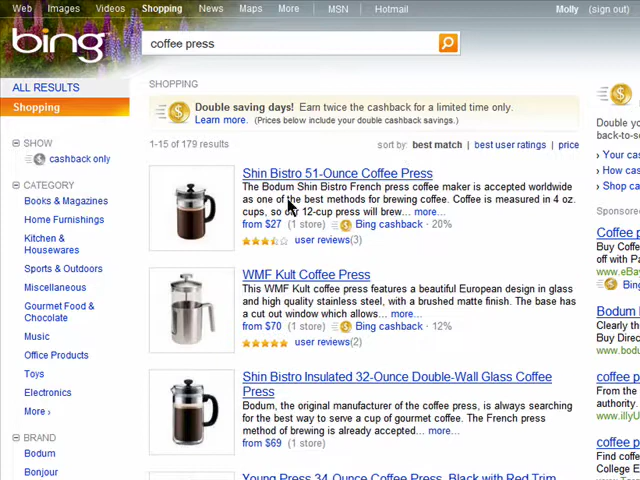 Web Images Videos Shopping News Maps More MSN Hotmail Molly (sign out)
bing coffee press
ALL RESULTS
Shopping
SHOW
cashback only
CATEGORY
Books & Magazines
Home Furnishings
Kitchen &
Housewares
Sports & Outdoors
Miscellaneous
Gourmet Food &
Chocolate
Music
Office Products
Toys
Electronics
More ›
BRAND
Bodum
Bonjour
SHOPPING
Double saving days! Earn twice the cashback for a limited time only.
Learn more. (Prices below include your double cashback savings.)
1-15 of 179 results sort by: best match | best user ratings | price
Shin Bistro 51-Ounce Coffee Press
The Bodum Shin Bistro French press coffee maker is accepted worldwide
as one of the best methods for brewing coffee. Coffee is measured in 4 oz.
cups, so 12-cup press will brew... more...
from $27 (1 store) Bing cashback · 20%
user reviews(3)
WMF Kult Coffee Press
This WMF Kult coffee press features a beautiful European design in glass
and high quality stainless steel, with a brushed matte finish. The base has
a cut out window which allows... more...
from $70 (1 store) Bing cashback · 12%
user reviews(2)
Shin Bistro Insulated 32-Ounce Double-Wall Glass Coffee
Press
Bodum, the original manufacturer of the coffee press, is always searching
for the best way to serve a cup of gourmet coffee. The French press
method of brewing is already accepted... more...
from $69 (1 store)
Young Press 34-Ounce Coffee Press, Black with Red Trim
Double yo
back-to-s
› Your cas
› How cas
› Shop ca
Sponsore
Coffee p
Buy Coffee
off with Pa
www.eBay
Bing
Bodum
Clearly the
Buy Direc
www.bodu
coffee p
From the
authority.
www.illyU
coffee p
Find coffe
College E